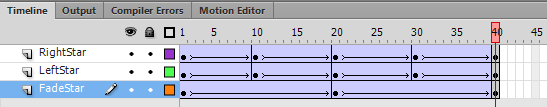 Timeline Output Compiler Errors Motion Editor
1 5 10 15 20 25 30 35 40 45
RightStar
LeftStar
FadeStar